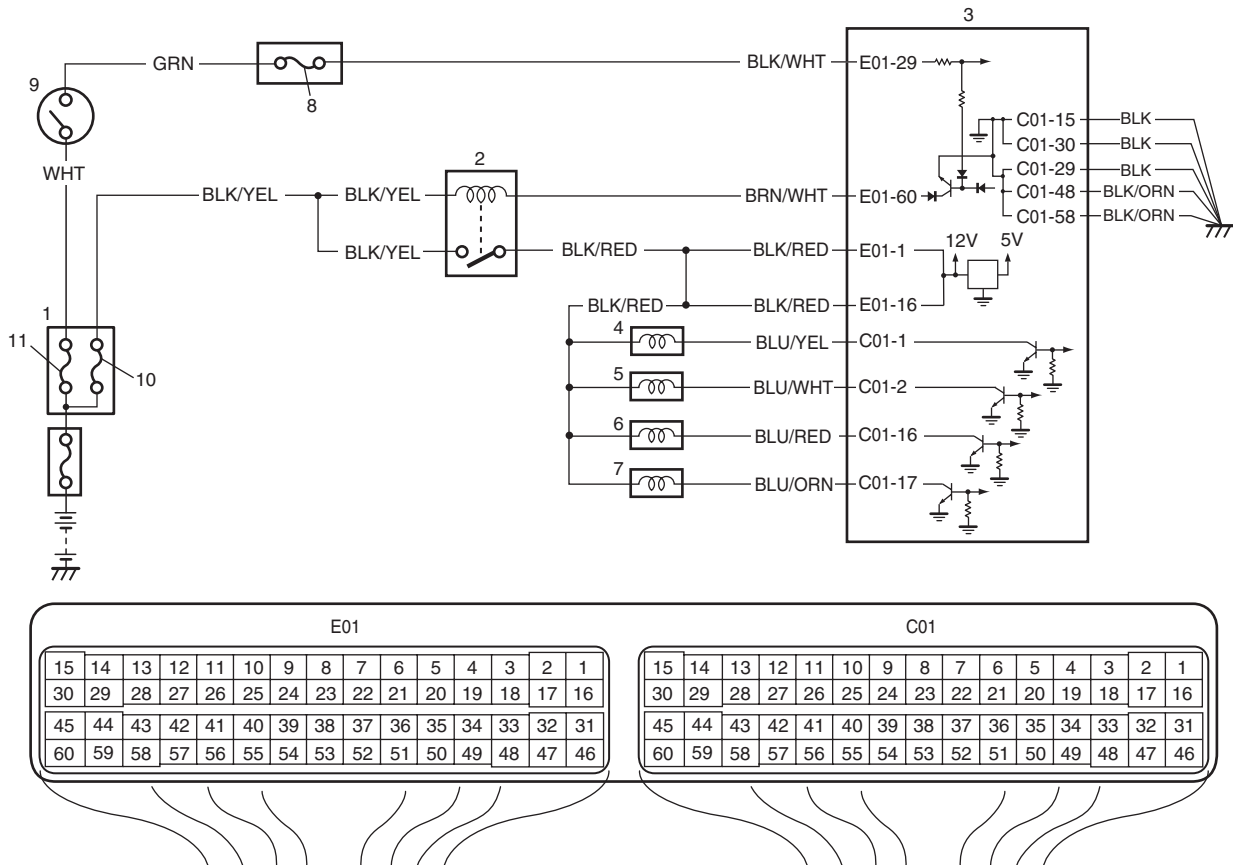 3
GRN
BLK/WHT
E01-29
9
8
C01-15
BLK
C01-30
BLK
WHT
2
C01-29
BLK
BLK/YEL
BLK/YEL
BRN/WHT
E01-60
C01-48
BLK/ORN
C01-58
BLK/ORN
BLK/YEL
BLK/RED
BLK/RED
E01-1
12V
5V
BLK/RED
BLK/RED
E01-16
1
4
BLU/YEL
C01-1
11
10
5
BLU/WHT
C01-2
6
BLU/RED
C01-16
7
BLU/ORN
C01-17
E01
C01
15 14 13 12 11 10 9 8 7 6 5 4 3 2 1
15 14 13 12 11 10 9 8 7 6 5 4 3 2 1
30 29 28 27 26 25 24 23 22 21 20 19 18 17 16
30 29 28 27 26 25 24 23 22 21 20 19 18 17 16
45 44 43 42 41 40 39 38 37 36 35 34 33 32 31
45 44 43 42 41 40 39 38 37 36 35 34 33 32 31
60 59 58 57 56 55 54 53 52 51 50 49 48 47 46
60 59 58 57 56 55 54 53 52 51 50 49 48 47 46